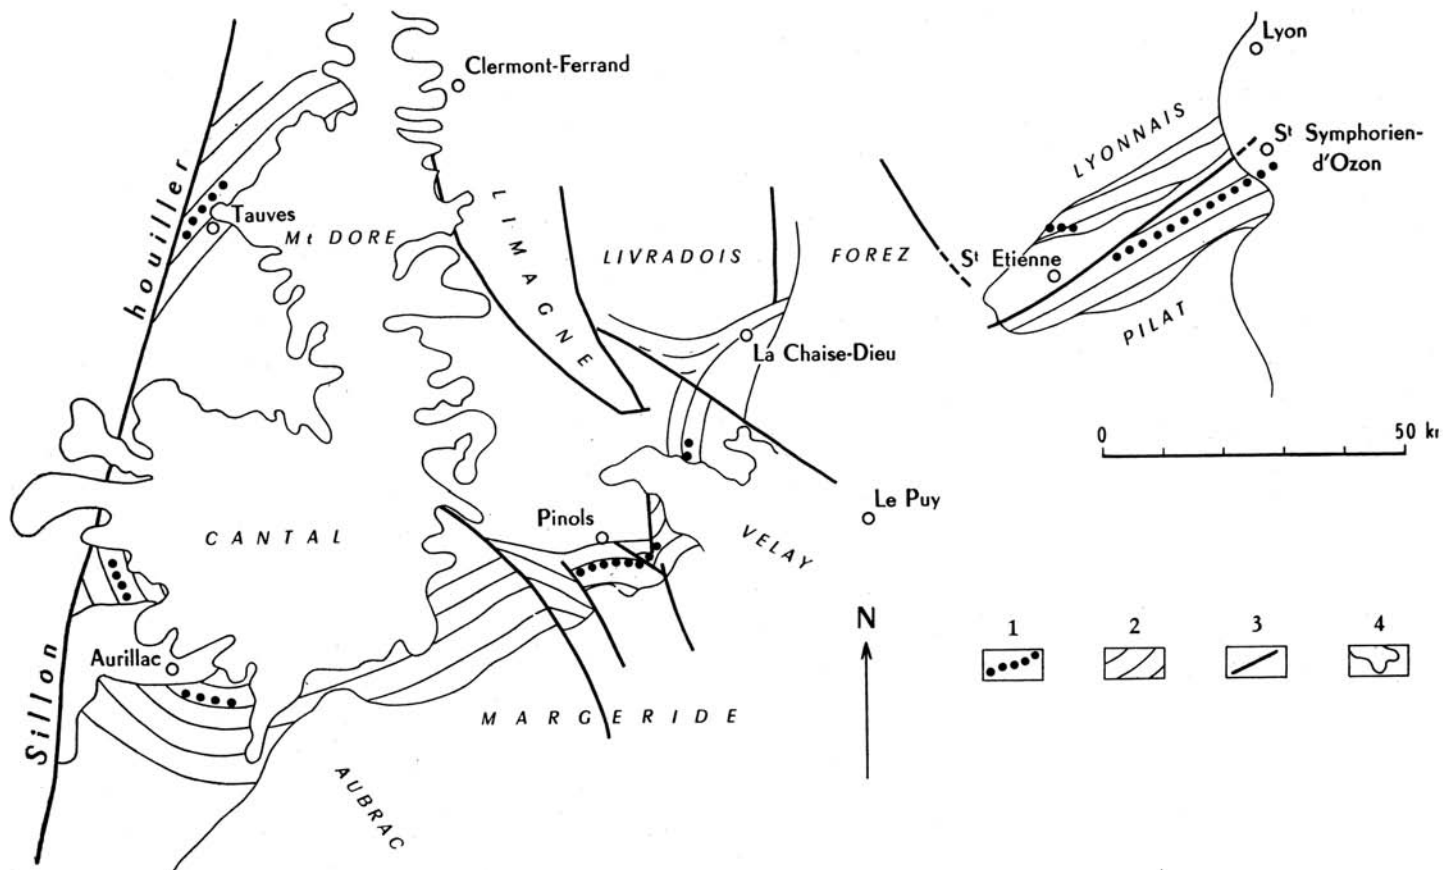 Lyon
Clermont-Ferrand
LYONNAIS
St Symphorien-
d'Ozon
houiller
Tauves
Mt DORE
LIMAGNE
LIVRADOIS
FOREZ
St Etienne
PILAT
La Chaise-Dieu
0 50 kr
Le Puy
Pinols
CANTAL
VELAY
N
1 2 3 4
Aurillac
Sillon
MARGERIDE
AUBRAC